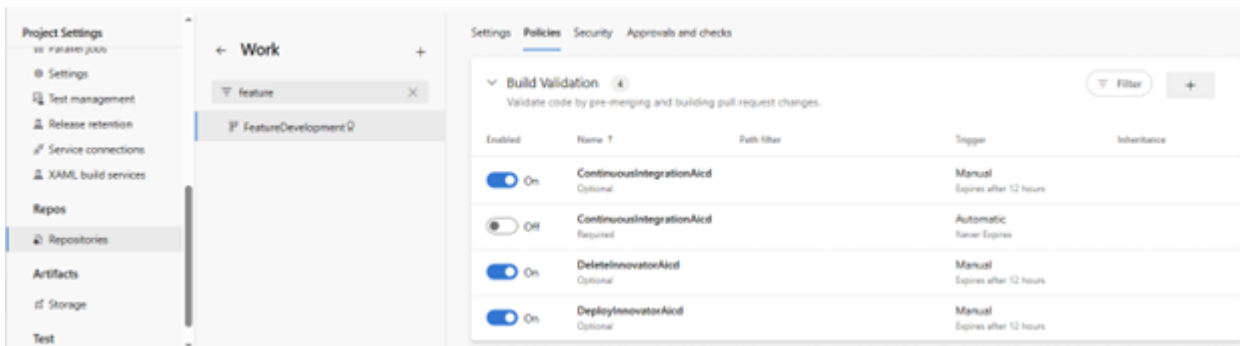 Project Settings
Parallel jobs
Settings
Test management
Release retention
Service connections
XAML build services
Repos
Repositories
Artifacts
Storage
Test
Work
feature
FeatureDevelopment
Settings Policies Security Approvals and checks
Build Validation 4
Validate code by pre-merging and building pull request changes.
Filter
Enabled Name ↑ Path filter Trigger Inheritance
On ContinuousIntegrationAicd Manual
Optional Expires after 12 hours
Off ContinuousIntegrationAicd Automatic
Required Never Expires
On DeleteInnovatorAicd Manual
Optional Expires after 12 hours
On DeployInnovatorAicd Manual
Optional Expires after 12 hours